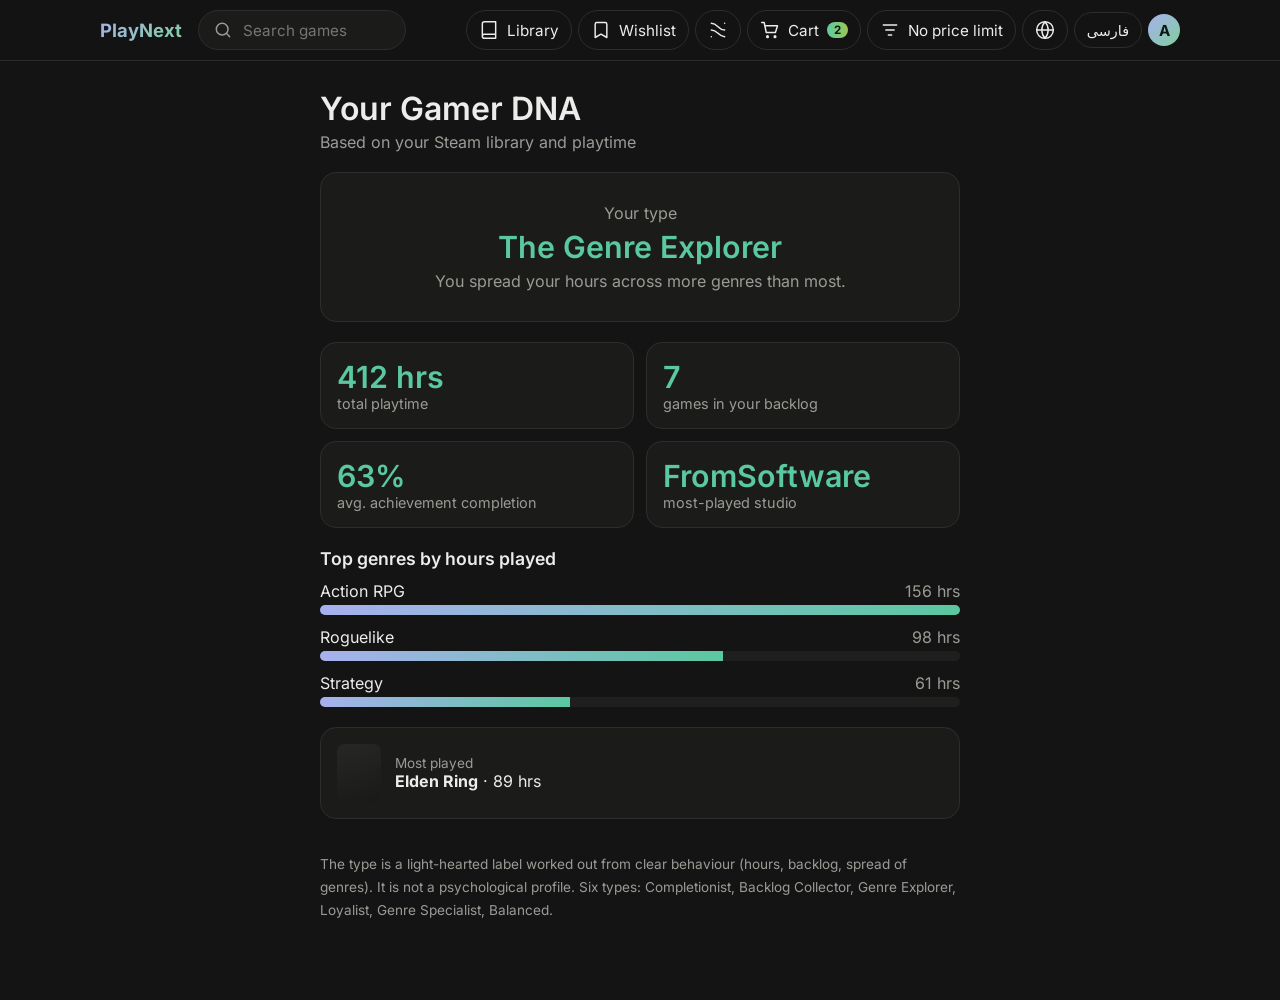 PlayNext
Search games
Library
Wishlist
Cart 2
No price limit
فارسی
A
Your Gamer DNA
Based on your Steam library and playtime
Your type
The Genre Explorer
You spread your hours across more genres than most.
412 hrs
total playtime
7
games in your backlog
63%
avg. achievement completion
FromSoftware
most-played studio
Top genres by hours played
Action RPG 156 hrs
Roguelike 98 hrs
Strategy 61 hrs
Most played
Elden Ring · 89 hrs
The type is a light-hearted label worked out from clear behaviour (hours, backlog, spread of
genres). It is not a psychological profile. Six types: Completionist, Backlog Collector, Genre Explorer,
Loyalist, Genre Specialist, Balanced.